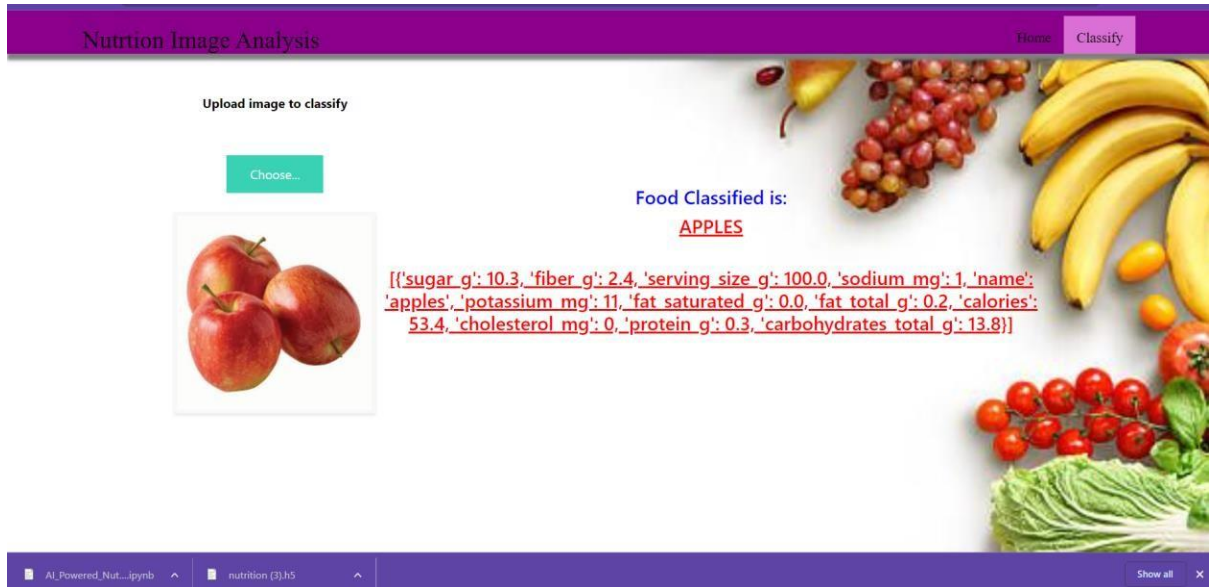 Nutrtion Image Analysis
Home
Classify
Upload image to classify
Choose...
Food Classified is:
APPLES
[{'sugar_g': 10.3, 'fiber_g': 2.4, 'serving_size_g': 100.0, 'sodium_mg': 1, 'name':
'apples', 'potassium_mg': 11, 'fat_saturated_g': 0.0, 'fat_total_g': 0.2, 'calories':
53.4, 'cholesterol_mg': 0, 'protein_g': 0.3, 'carbohydrates_total_g': 13.8}]
AI_Powered_Nut....ipynb
nutrition (3).h5
Show all